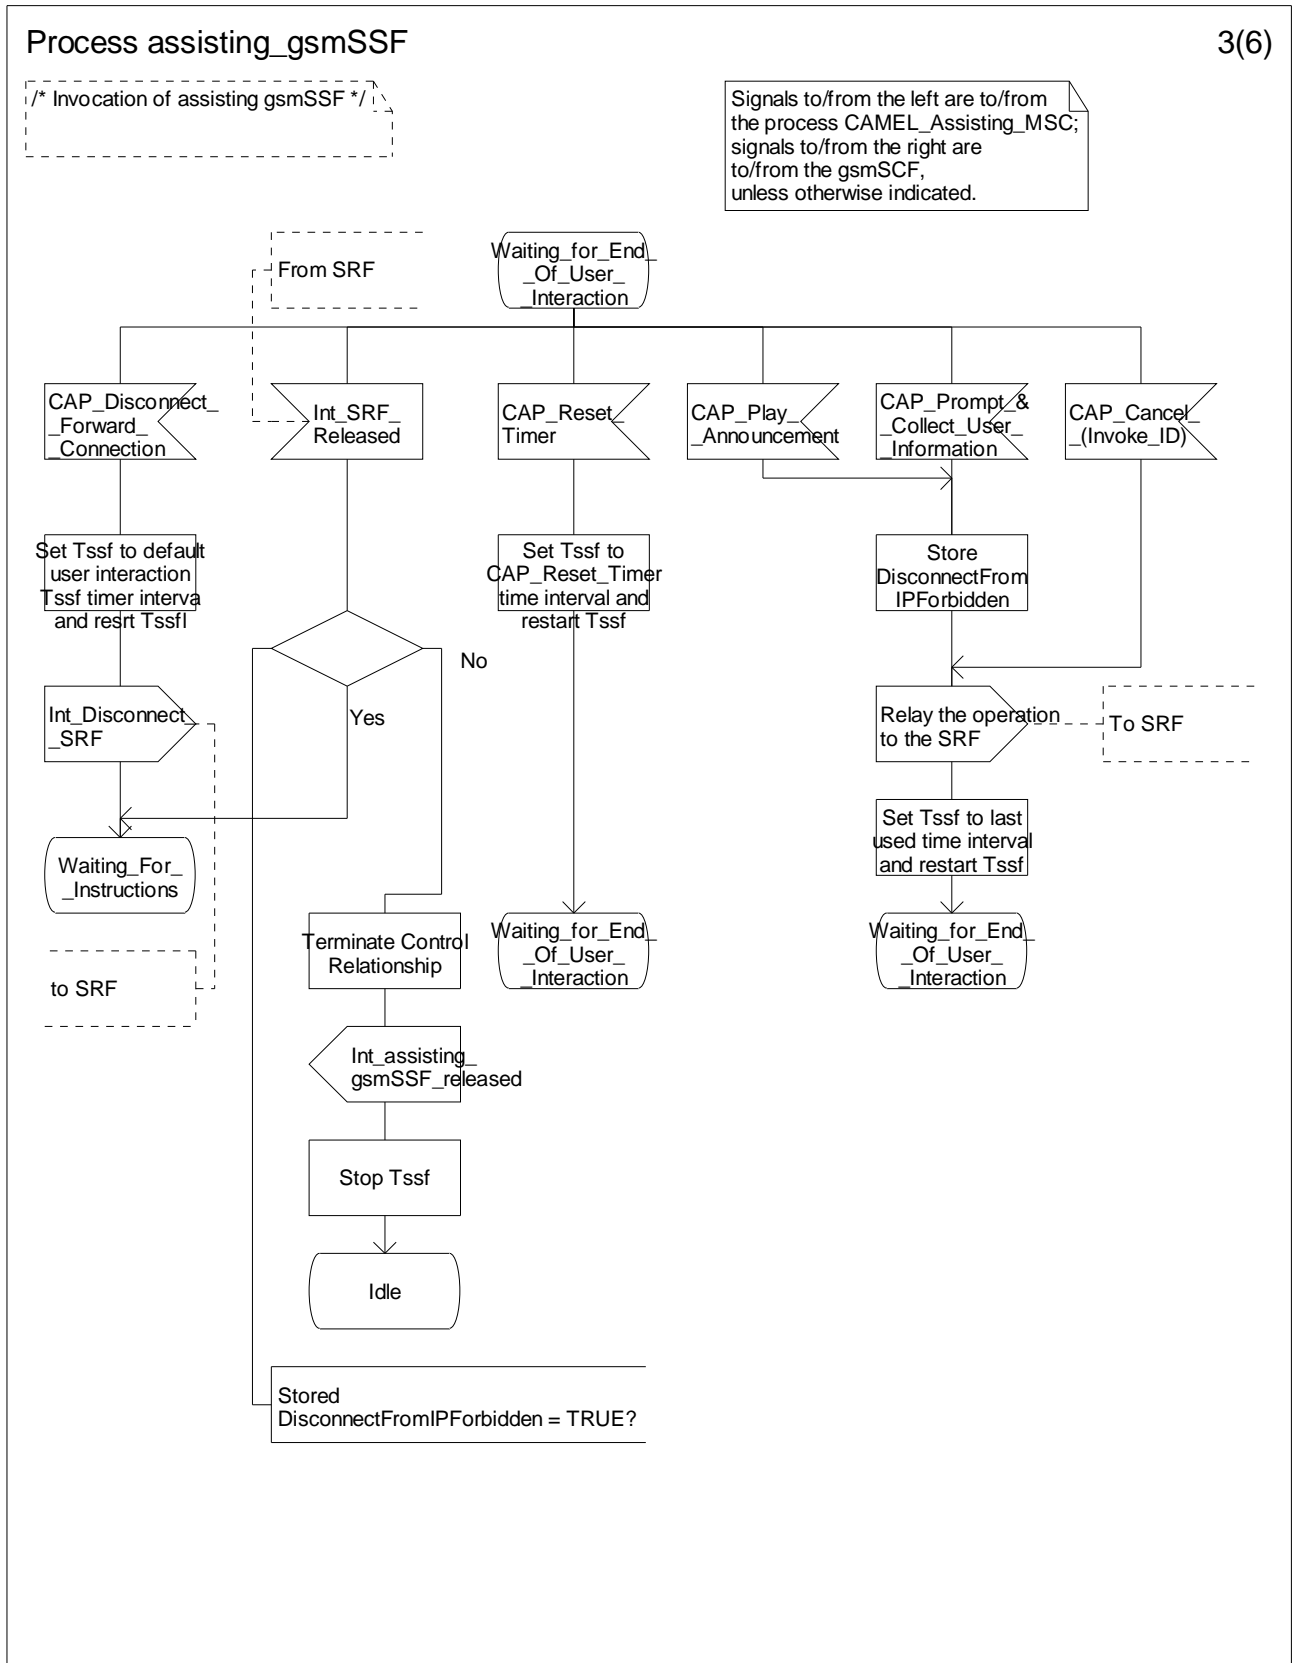 Process assisting_gsmSSF
3(6)
/* Invocation of assisting gsmSSF */
Signals to/from the left are to/from
the process CAMEL_Assisting_MSC;
signals to/from the right are
to/from the gsmSCF,
unless otherwise indicated.
From SRF
Waiting_for_End_
_Of_User_
_Interaction
CAP_Disconnect_
_Forward_
_Connection
Int_SRF_
Released
CAP_Reset_
Timer
CAP_Play_
_Announcement
CAP_Prompt_&
_Collect_User_
_Information
CAP_Cancel_
_(Invoke_ID)
Set Tssf to default
user interaction
Tssf timer interva
and resrt Tssfl
Set Tssf to
CAP_Reset_Timer
time interval and
restart Tssf
Store
DisconnectFrom
IPForbidden
No
Yes
Int_Disconnect_
_SRF
Relay the operation
to the SRF
To SRF
Set Tssf to last
used time interval
and restart Tssf
Waiting_For_
_Instructions
Terminate Control
Relationship
Waiting_for_End_
_Of_User_
_Interaction
Waiting_for_End_
_Of_User_
_Interaction
to SRF
Int_assisting_
gsmSSF_released
Stop Tssf
Idle
Stored
DisconnectFromIPForbidden = TRUE?